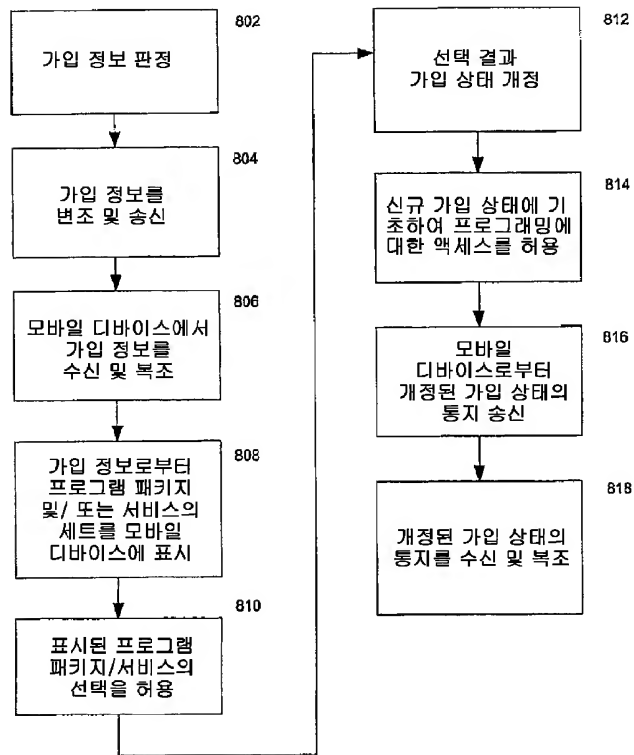 802
가입 정보 판정
804
가입 정보를
변조 및 송신
806
모바일 디바이스에서
가입 정보를
수신 및 복조
808
가입 정보로부터
프로그램 패키지
및/ 또는 서비스의
세트를 모바일
디바이스에 표시
810
표시된 프로그램
패키지/서비스의
선택을 허용
812
선택 결과
가입 상태 개정
814
신규 가입 상태에 기
초하여 프로그래밍에
대한 액세스를 허용
816
모바일
디바이스로부터
개정된 가입 상태의
통지 송신
818
개정된 가입 상태의
통지를 수신 및 복조